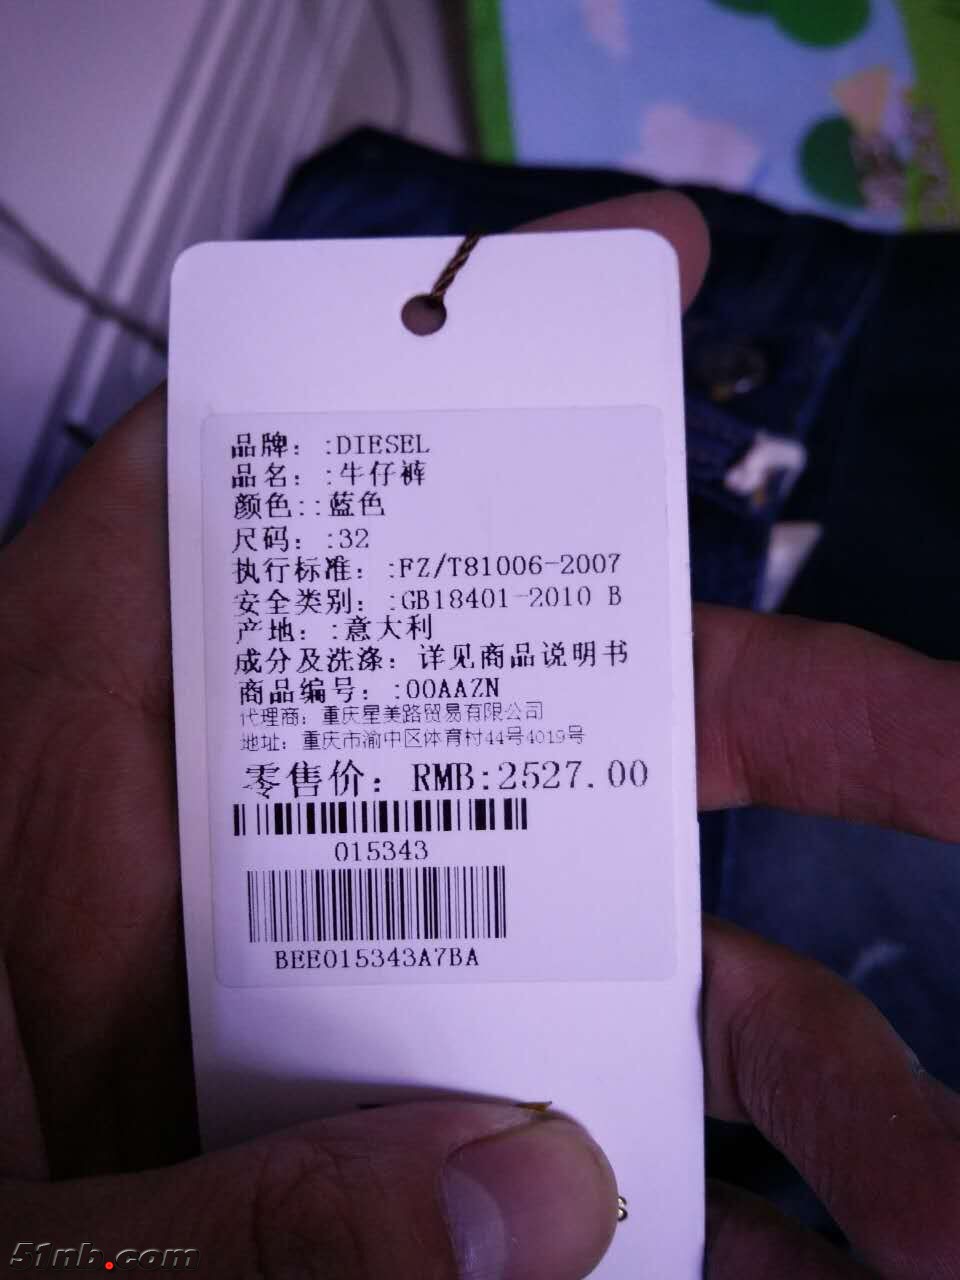 品牌：:DIESEL
品名：:牛仔裤
颜色::蓝色
尺码：:32
执行标准：:FZ/T81006-2007
安全类别：:GB18401-2010 B
产地：:意大利
成分及洗涤：详见商品说明书
商品编号：:00AAZN
代理商：重庆星美路贸易有限公司
地址：重庆市渝中区体育村44号4019号
零售价：RMB:2527.00
015343
BEE015343A7BA
s
51nb.com